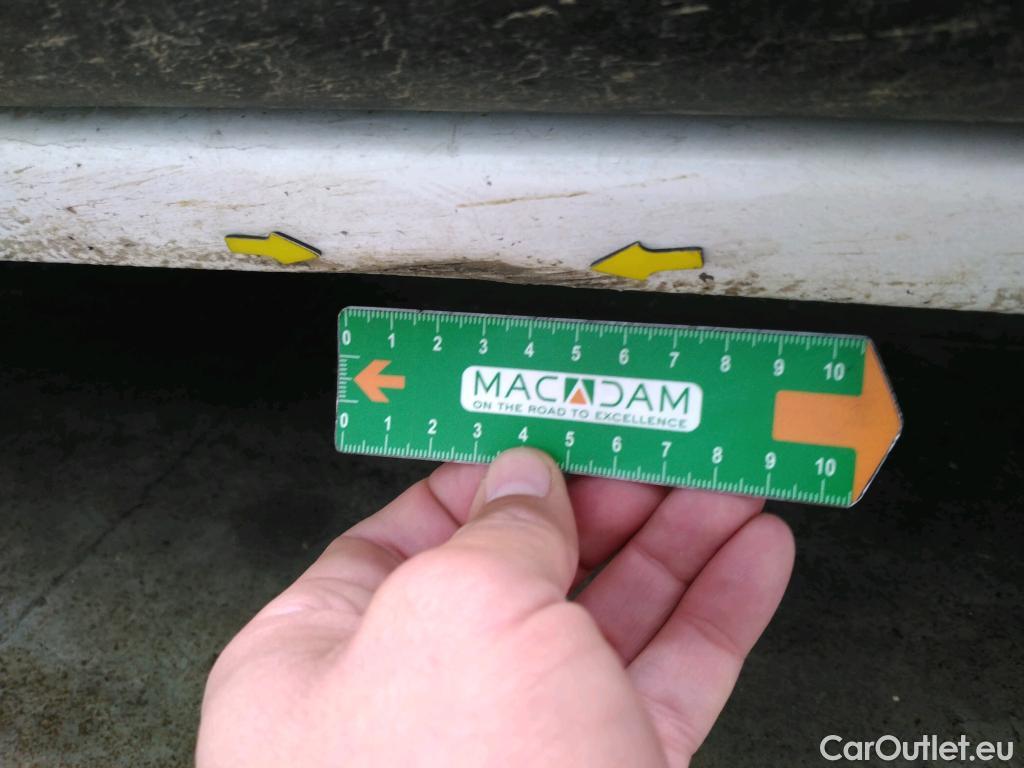 0 1 2 3 4 5 6 7 8 9 10
MACADAM
ON THE ROAD TO EXCELLENCE
0 1 2 3 4 5 6 7 8 9 10
CarOutlet.eu